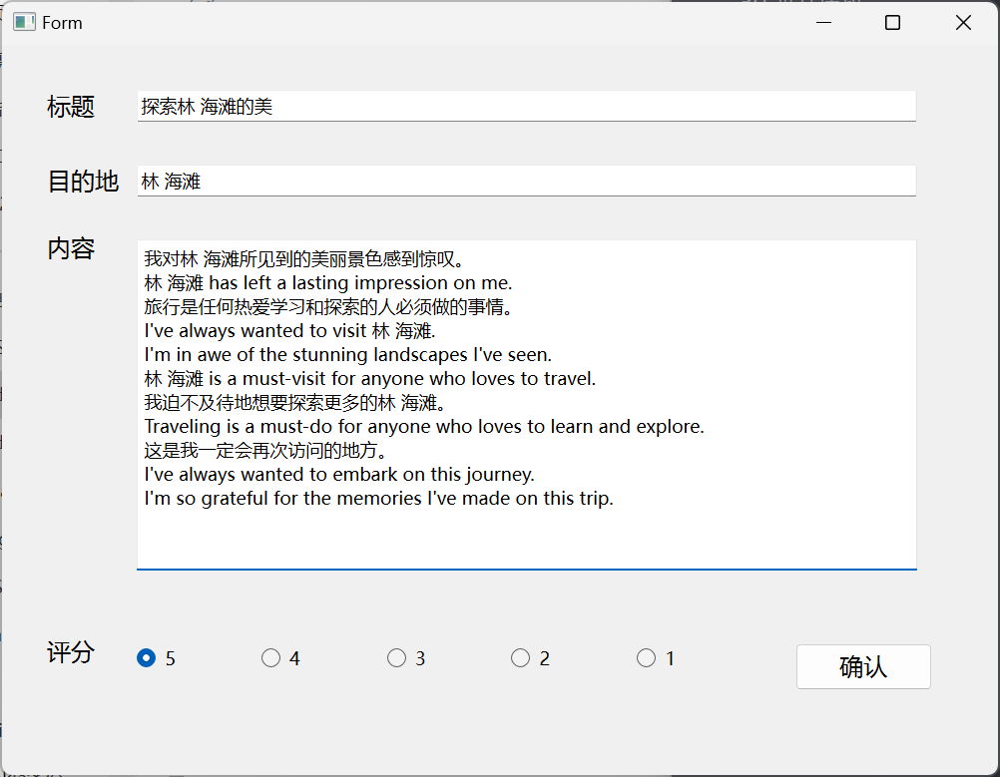 Form
标题
探索林 海滩的美
目的地
林 海滩
内容
我对林 海滩所见到的美丽景色感到惊叹。
林 海滩 has left a lasting impression on me.
旅行是任何热爱学习和探索的人必须做的事情。
I've always wanted to visit 林 海滩.
I'm in awe of the stunning landscapes I've seen.
林 海滩 is a must-visit for anyone who loves to travel.
我迫不及待地想要探索更多的林 海滩。
Traveling is a must-do for anyone who loves to learn and explore.
这是我一定会再次访问的地方。
I've always wanted to embark on this journey.
I'm so grateful for the memories I've made on this trip.
评分 5 4 3 2 1
确认